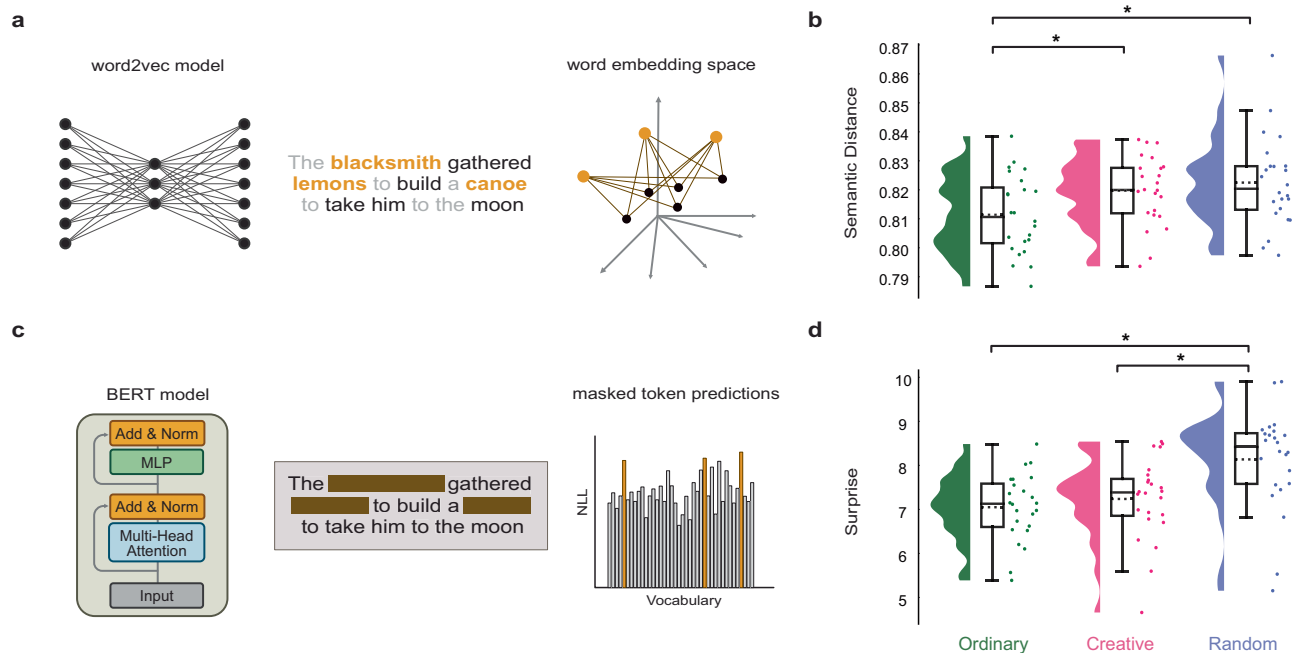 a
word2vec model
The blacksmith gathered
lemons to build a canoe
to take him to the moon
word embedding space
b
*
*
Semantic Distance
0.87
0.86
0.85
0.84
0.83
0.82
0.81
0.80
0.79
c
BERT model
Add & Norm
MLP
Add & Norm
Multi-Head
Attention
Input
The gathered
to build a
to take him to the moon
masked token predictions
NLL
Vocabulary
d
*
*
Surprise
10
9
8
7
6
5
Ordinary
Creative
Random